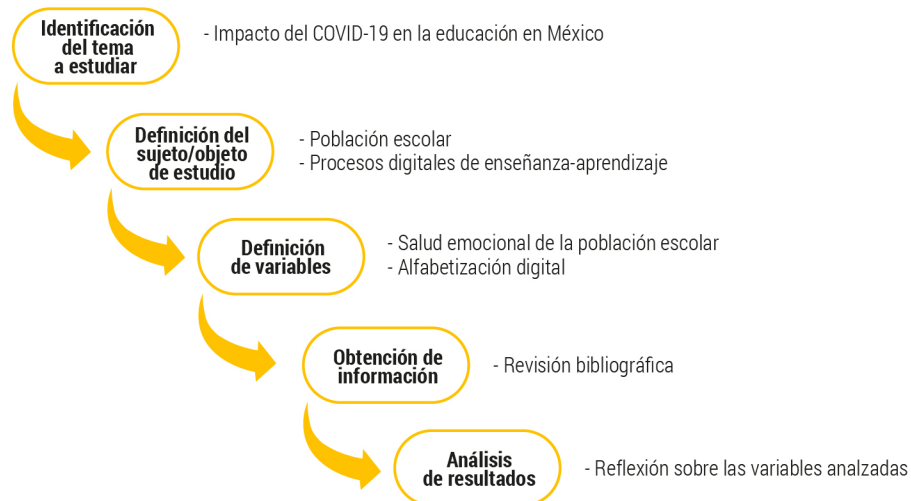 Identificación
del tema
a estudiar
- Impacto del COVID-19 en la educación en México
Definición del
sujeto/objeto
de estudio
- Población escolar
- Procesos digitales de enseñanza-aprendizaje
Definición
de variables
- Salud emocional de la población escolar
- Alfabetización digital
Obtención de
información
- Revisión bibliográfica
Análisis
de resultados
- Reflexión sobre las variables analzadas